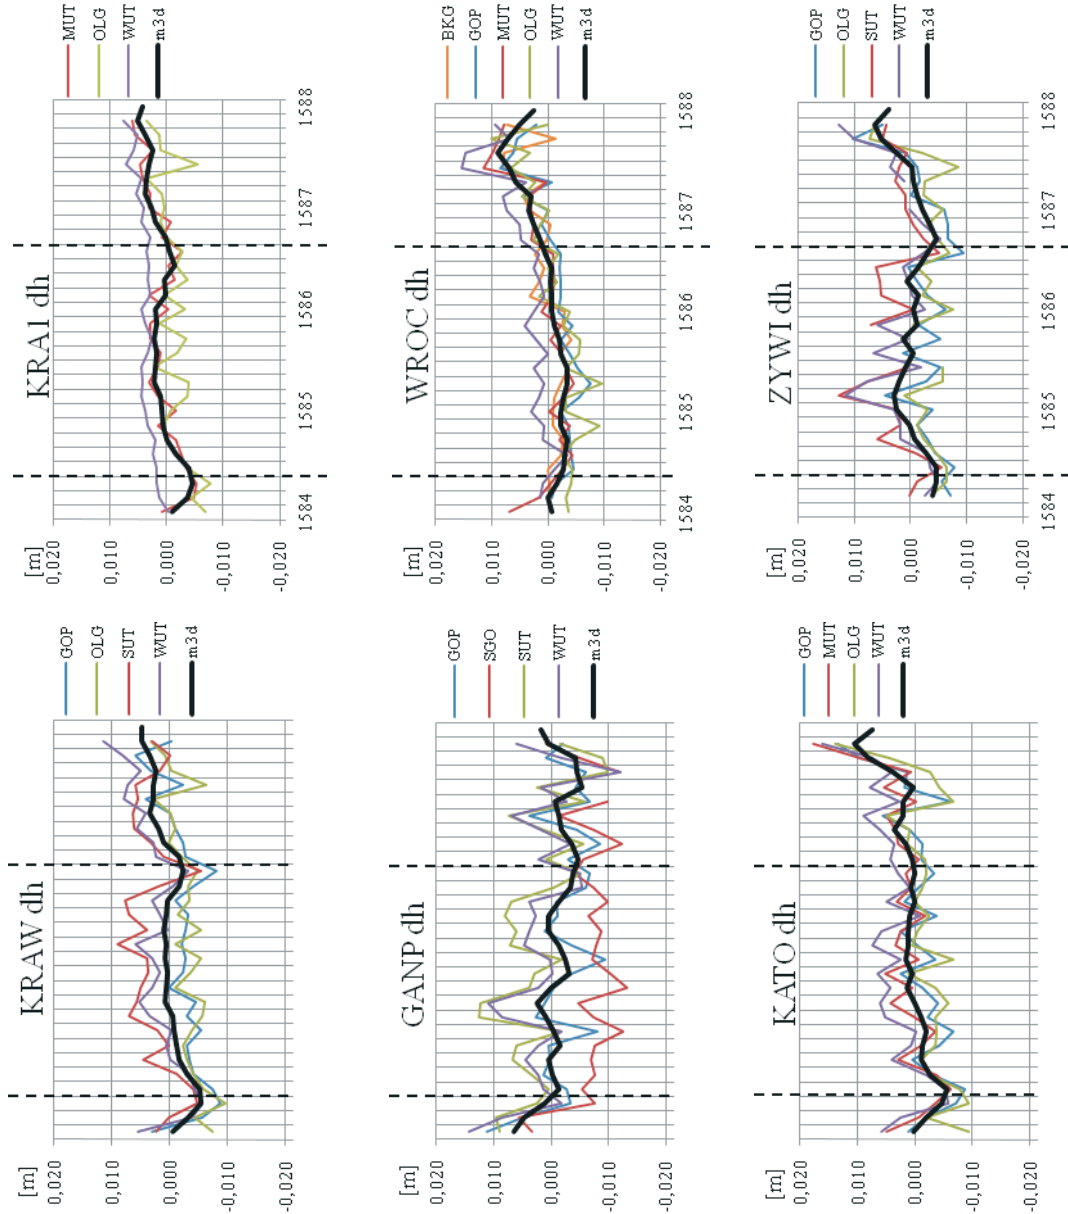 KRA1 dh
[m]
0,020
0,010
0,000
-0,010
-0,020
1584
1585
1586
1587
1588
MUT
OLG
WUT
m3d
WROC dh
[m]
0,020
0,010
0,000
-0,010
-0,020
1584
1585
1586
1587
1588
BKG
GOP
MUT
OLG
WUT
m3d
ZYWI dh
[m]
0,020
0,010
0,000
-0,010
-0,020
1584
1585
1586
1587
1588
GOP
OLG
SUT
WUT
m3d
KRAW dh
[m]
0,020
0,010
0,000
-0,010
-0,020
GOP
OLG
SUT
WUT
m3d
GANP dh
[m]
0,020
0,010
0,000
-0,010
-0,020
GOP
SGO
SUT
WUT
m3d
KATO dh
[m]
0,020
0,010
0,000
-0,010
-0,020
GOP
MUT
OLG
WUT
m3d